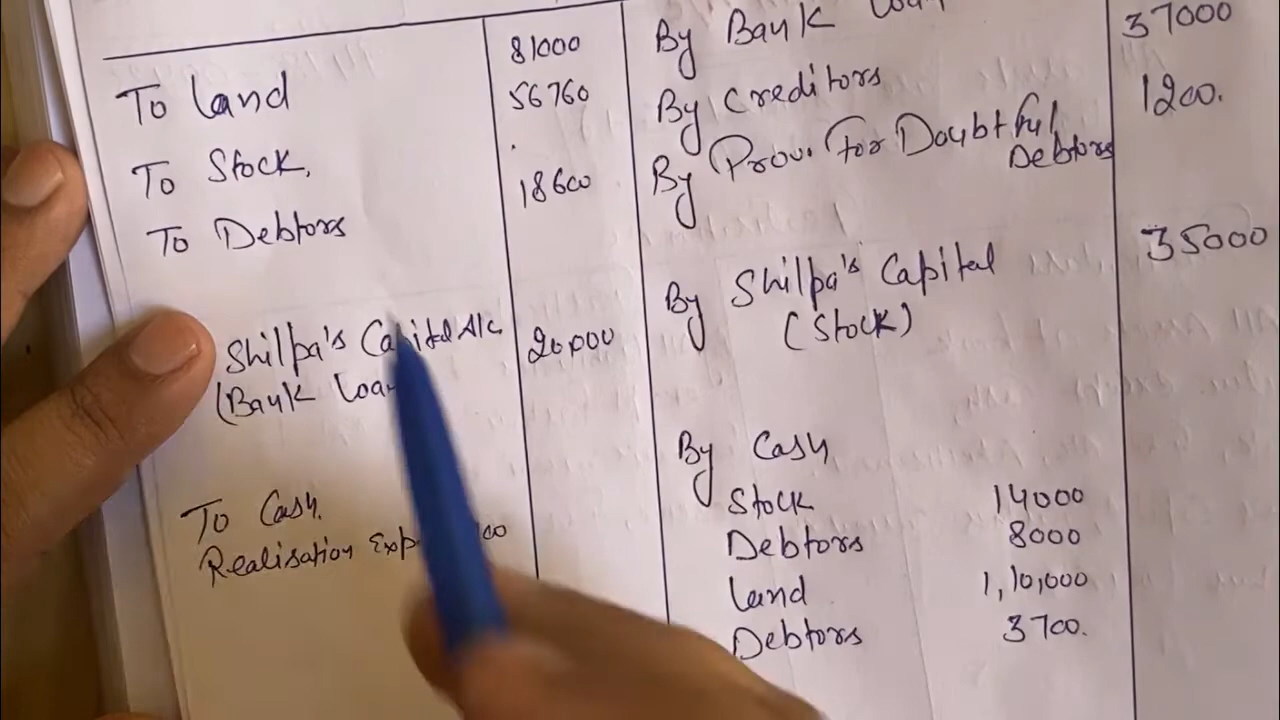 To Land 81000
To Stock. 56760
To Debtors 18600
Shilpa's Capital A/c 20,000
(Bank Loan
To Cash.
Realisation Exp
By Bank
By Creditors 37000
By Prov. for Doubtful 1200.
Debtors
By Shilpa's Capital 35000
(Stock)
By Cash
Stock 14000
Debtors 8000
Land 1,10,000
Debtors 3700.